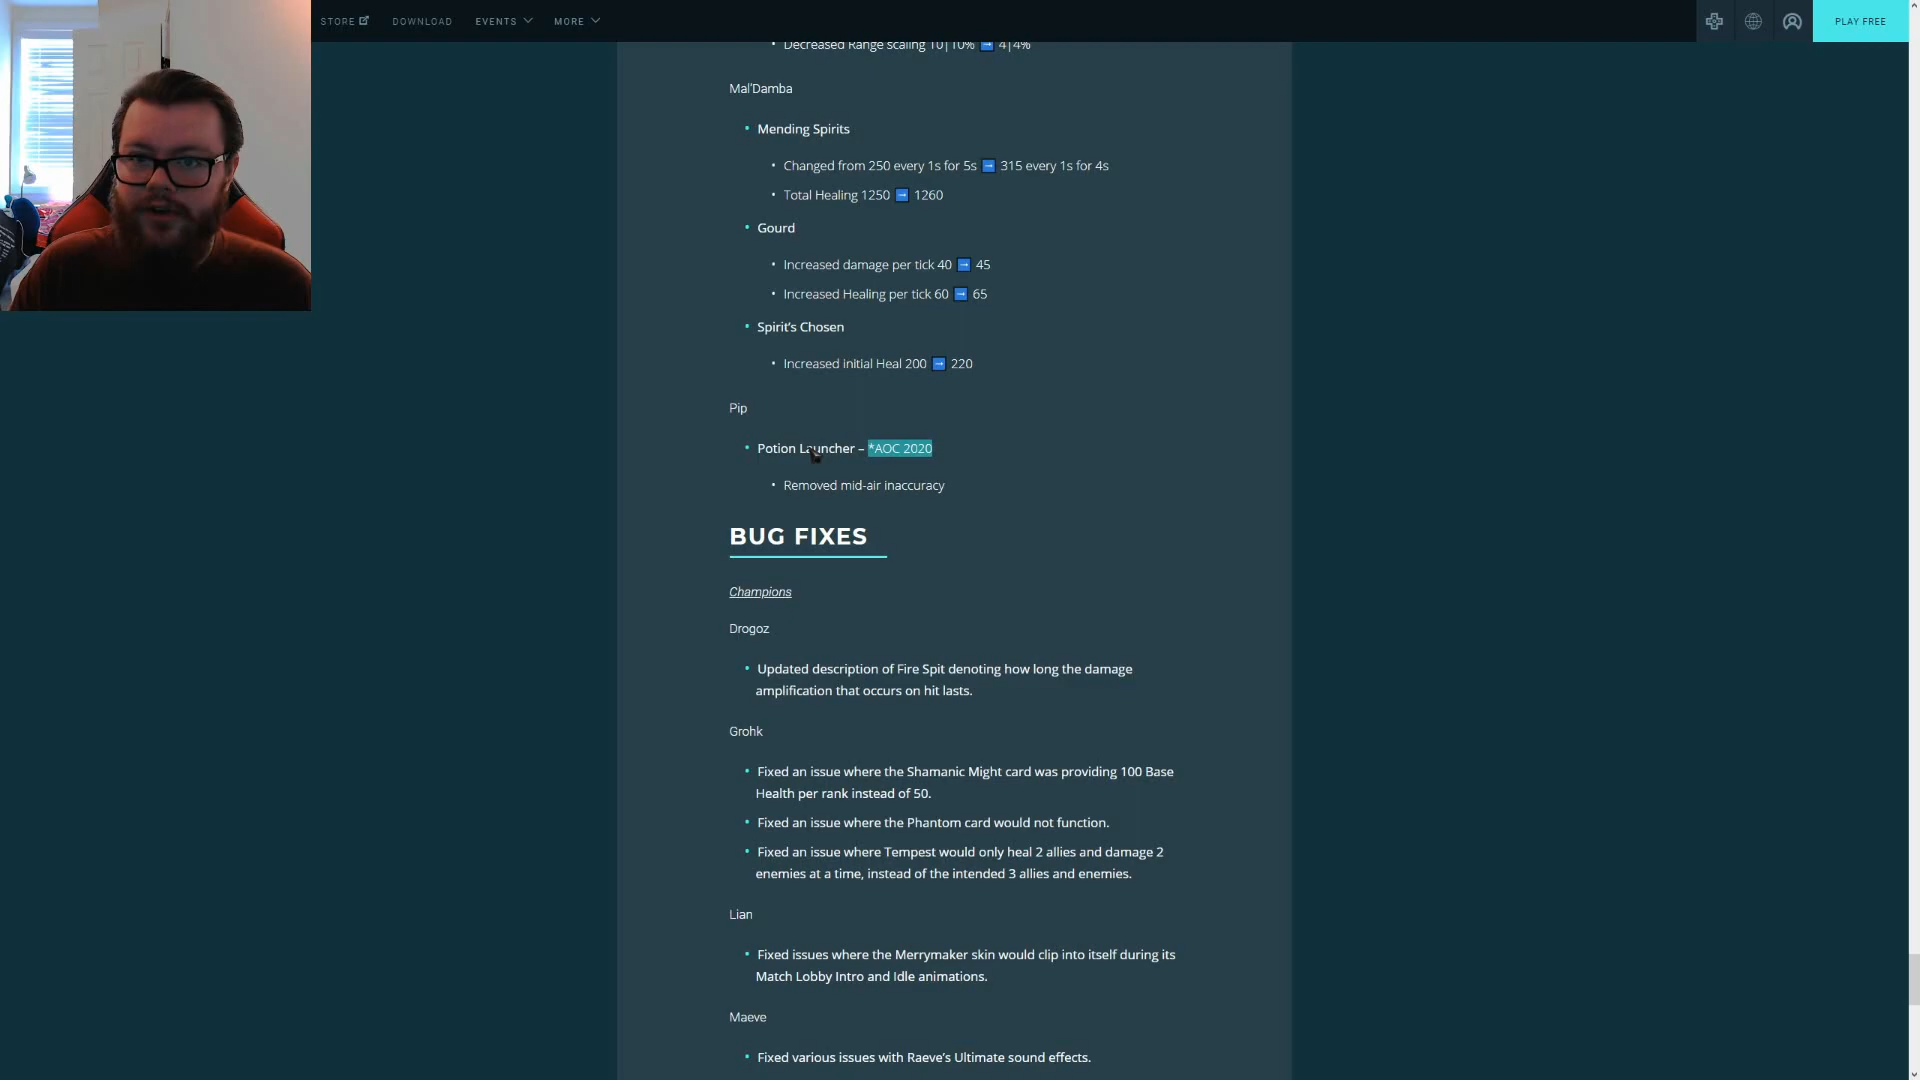 STORE DOWNLOAD EVENTS MORE PLAY FREE
Decreased Range scaling 10|10% ➡ 4|4%
Mal'Damba
• Mending Spirits
• Changed from 250 every 1s for 5s ➡ 315 every 1s for 4s
• Total Healing 1250 ➡ 1260
• Gourd
• Increased damage per tick 40 ➡ 45
• Increased Healing per tick 60 ➡ 65
• Spirit's Chosen
• Increased initial Heal 200 ➡ 220
Pip
• Potion Launcher – *AOC 2020
• Removed mid-air inaccuracy
BUG FIXES
Champions
Drogoz
• Updated description of Fire Spit denoting how long the damage
amplification that occurs on hit lasts.
Grohk
• Fixed an issue where the Shamanic Might card was providing 100 Base
Health per rank instead of 50.
• Fixed an issue where the Phantom card would not function.
• Fixed an issue where Tempest would only heal 2 allies and damage 2
enemies at a time, instead of the intended 3 allies and enemies.
Lian
• Fixed issues where the Merrymaker skin would clip into itself during its
Match Lobby Intro and Idle animations.
Maeve
• Fixed various issues with Raeve's Ultimate sound effects.